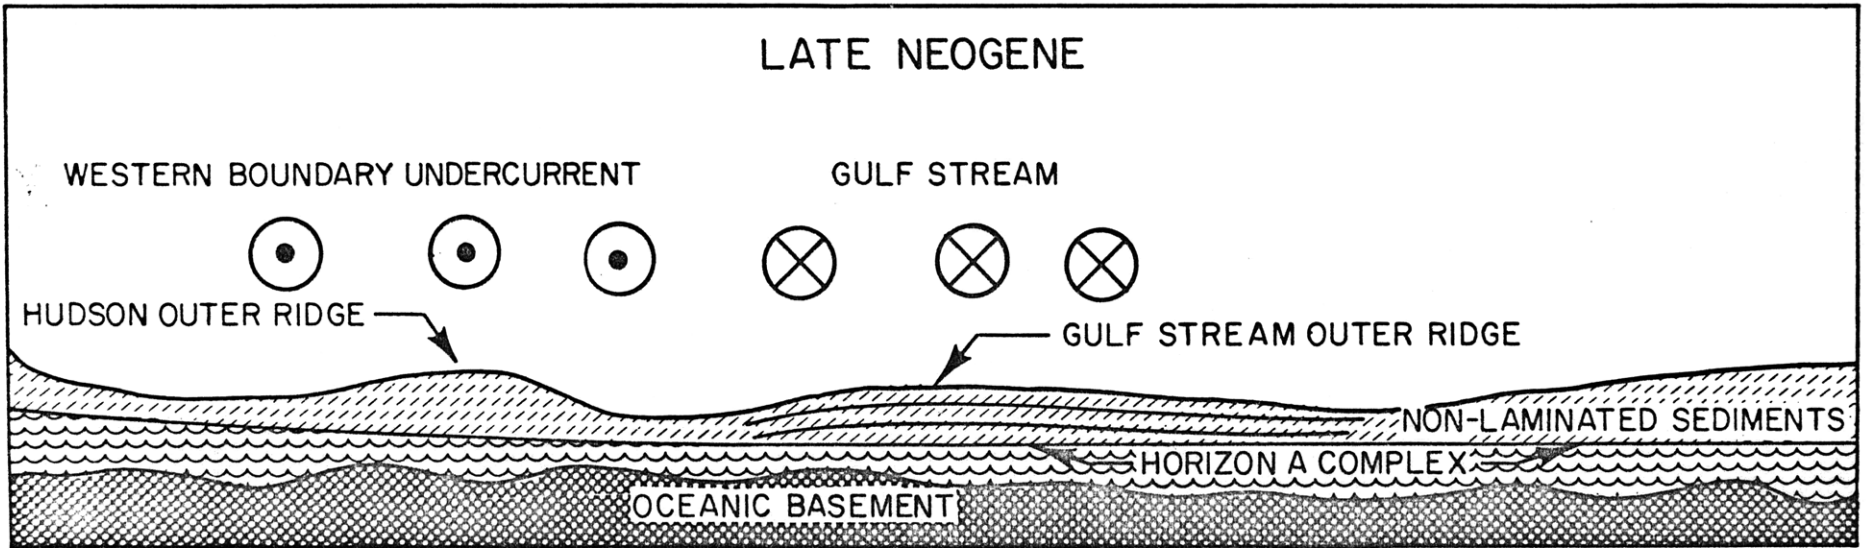 LATE NEOGENE
WESTERN BOUNDARY UNDERCURRENT
GULF STREAM
HUDSON OUTER RIDGE
GULF STREAM OUTER RIDGE
NON-LAMINATED SEDIMENTS
HORIZON A COMPLEX
OCEANIC BASEMENT